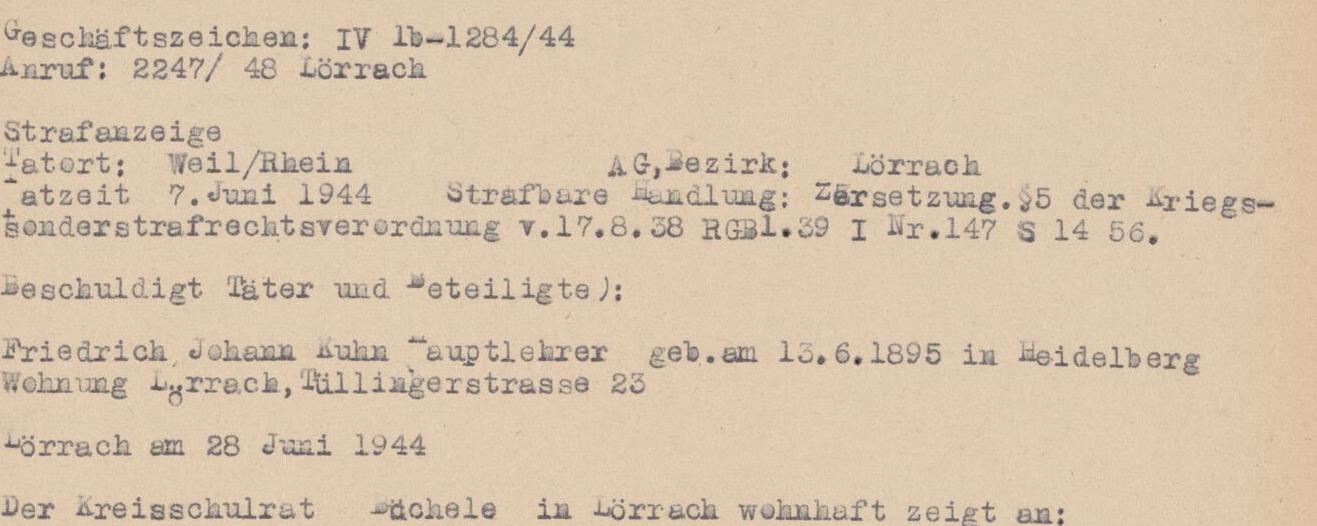 Geschäftszeichen: IV 1b-1284/44
Anruf: 2247/ 48 Lörrach
Strafanzeige
Tatort: Weil/Rhein AG,Bezirk: Lörrach
Tatzeit 7.Juni 1944 Strafbare Handlung: Zersetzung.§5 der Kriegs-
sonderstrafrechtsverordnung v.17.8.38 RGBl.39 I Nr.147 S 14 56.
Beschuldigt Täter und Beteiligte):
Friedrich Johann Kuhn Hauptlehrer geb.am 13.6.1895 in Heidelberg
Wohnung Lörrach,Tüllingerstrasse 23
Lörrach am 28 Juni 1944
Der Kreisschulrat Büchele in Lörrach wohnhaft zeigt an: